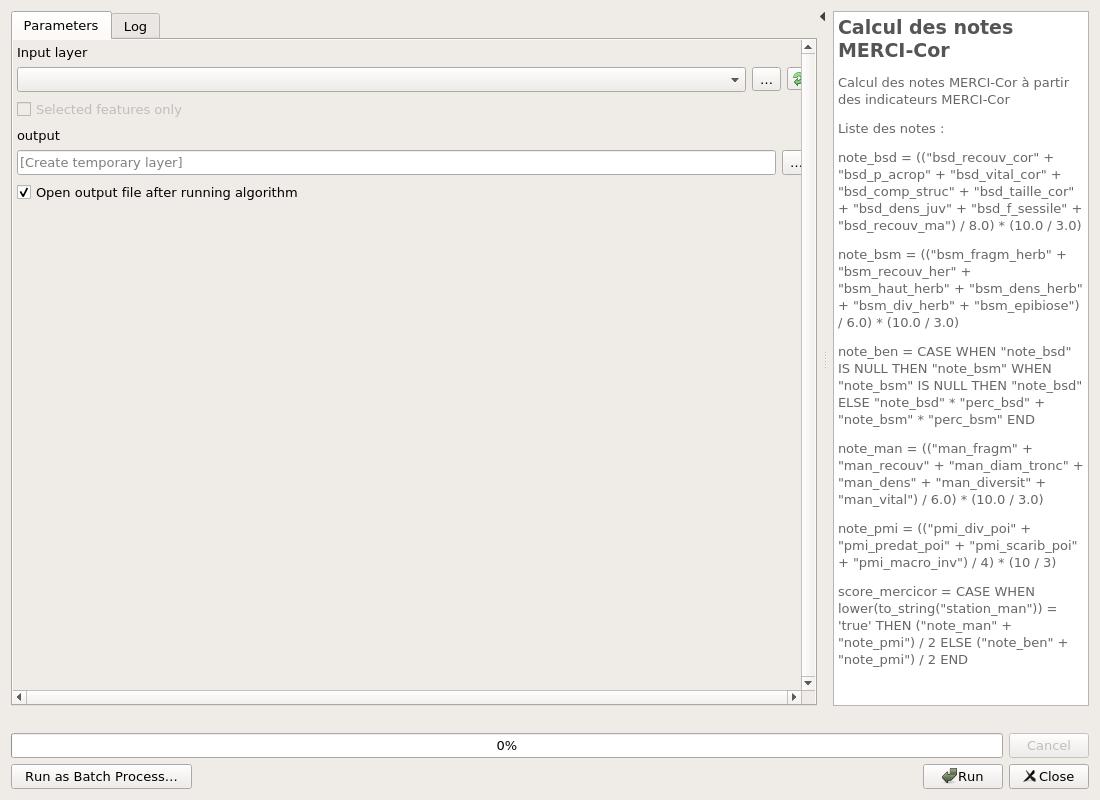 Parameters
Log
Input layer
...
Selected features only
output
[Create temporary layer]
...
Open output file after running algorithm
Calcul des notes
MERCI-Cor
Calcul des notes MERCI-Cor à partir
des indicateurs MERCI-Cor
Liste des notes :
note_bsd = (("bsd_recouv_cor" +
"bsd_p_acrop" + "bsd_vital_cor" +
"bsd_comp_struc" + "bsd_taille_cor"
+ "bsd_dens_juv" + "bsd_f_sessile" +
"bsd_recouv_ma") / 8.0) * (10.0 / 3.0)
note_bsm = (("bsm_fragm_herb" +
"bsm_recouv_her" +
"bsm_haut_herb" + "bsm_dens_herb"
+ "bsm_div_herb" + "bsm_epibiose")
/ 6.0) * (10.0 / 3.0)
note_ben = CASE WHEN "note_bsd"
IS NULL THEN "note_bsm" WHEN
"note_bsm" IS NULL THEN "note_bsd"
ELSE "note_bsd" * "perc_bsd" +
"note_bsm" * "perc_bsm" END
note_man = (("man_fragm" +
"man_recouv" + "man_diam_tronc" +
"man_dens" + "man_diversit" +
"man_vital") / 6.0) * (10.0 / 3.0)
note_pmi = (("pmi_div_poi" +
"pmi_predat_poi" + "pmi_scarib_poi"
+ "pmi_macro_inv") / 4) * (10 / 3)
score_mercicor = CASE WHEN
lower(to_string("station_man")) =
'true' THEN ("note_man" +
"note_pmi") / 2 ELSE ("note_ben" +
"note_pmi") / 2 END
0%
Cancel
Run as Batch Process...
Run
Close